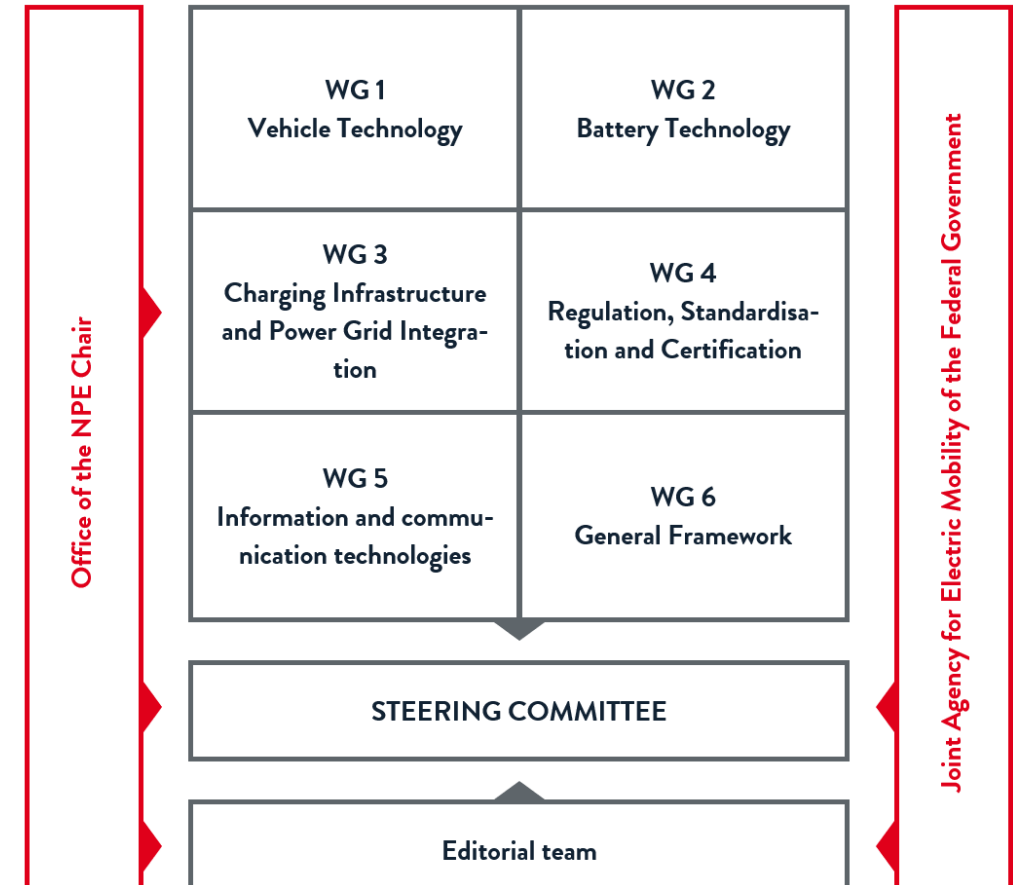 Office of the NPE Chair
WG 1
Vehicle Technology
WG 2
Battery Technology
WG 3
Charging Infrastructure
and Power Grid Integra-
tion
WG 4
Regulation, Standardisa-
tion and Certification
WG 5
Information and commu-
nication technologies
WG 6
General Framework
STEERING COMMITTEE
Editorial team
Joint Agency for Electric Mobility of the Federal Government